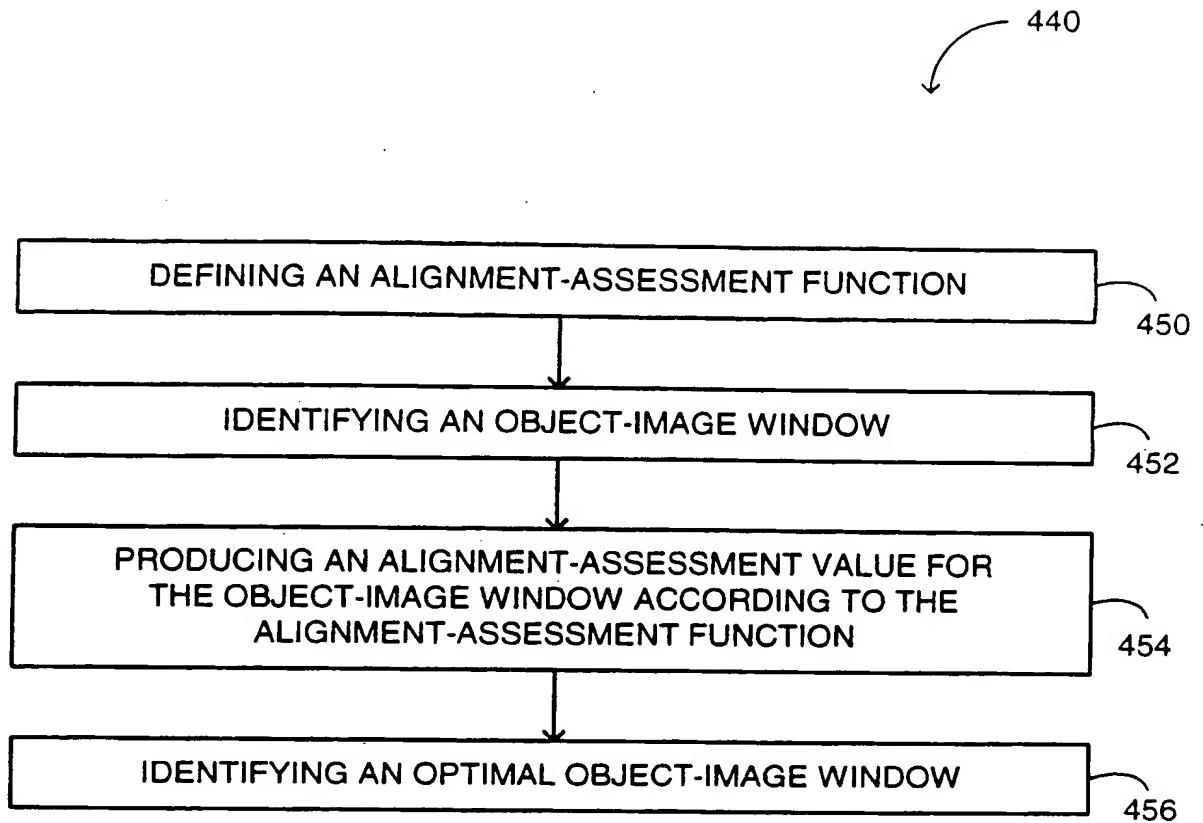 440
DEFINING AN ALIGNMENT-ASSESSMENT FUNCTION
450
IDENTIFYING AN OBJECT-IMAGE WINDOW
452
PRODUCING AN ALIGNMENT-ASSESSMENT VALUE FOR
THE OBJECT-IMAGE WINDOW ACCORDING TO THE
ALIGNMENT-ASSESSMENT FUNCTION
454
IDENTIFYING AN OPTIMAL OBJECT-IMAGE WINDOW
456